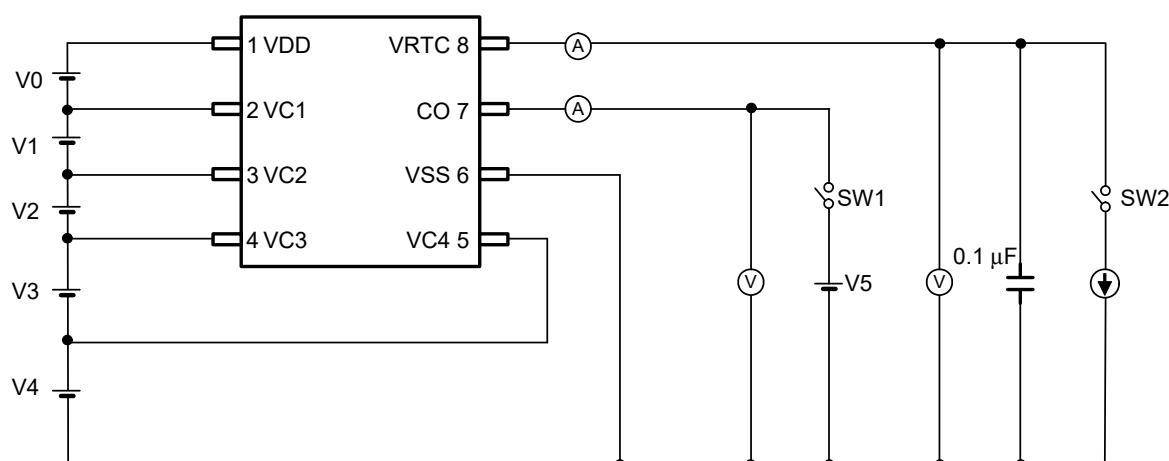 1 VDD
VRTC 8
V0
2 VC1
CO 7
A
A
V1
3 VC2
VSS 6
V2
SW1
SW2
4 VC3
VC4 5
0.1 μF
V3
V
V5
V
V4